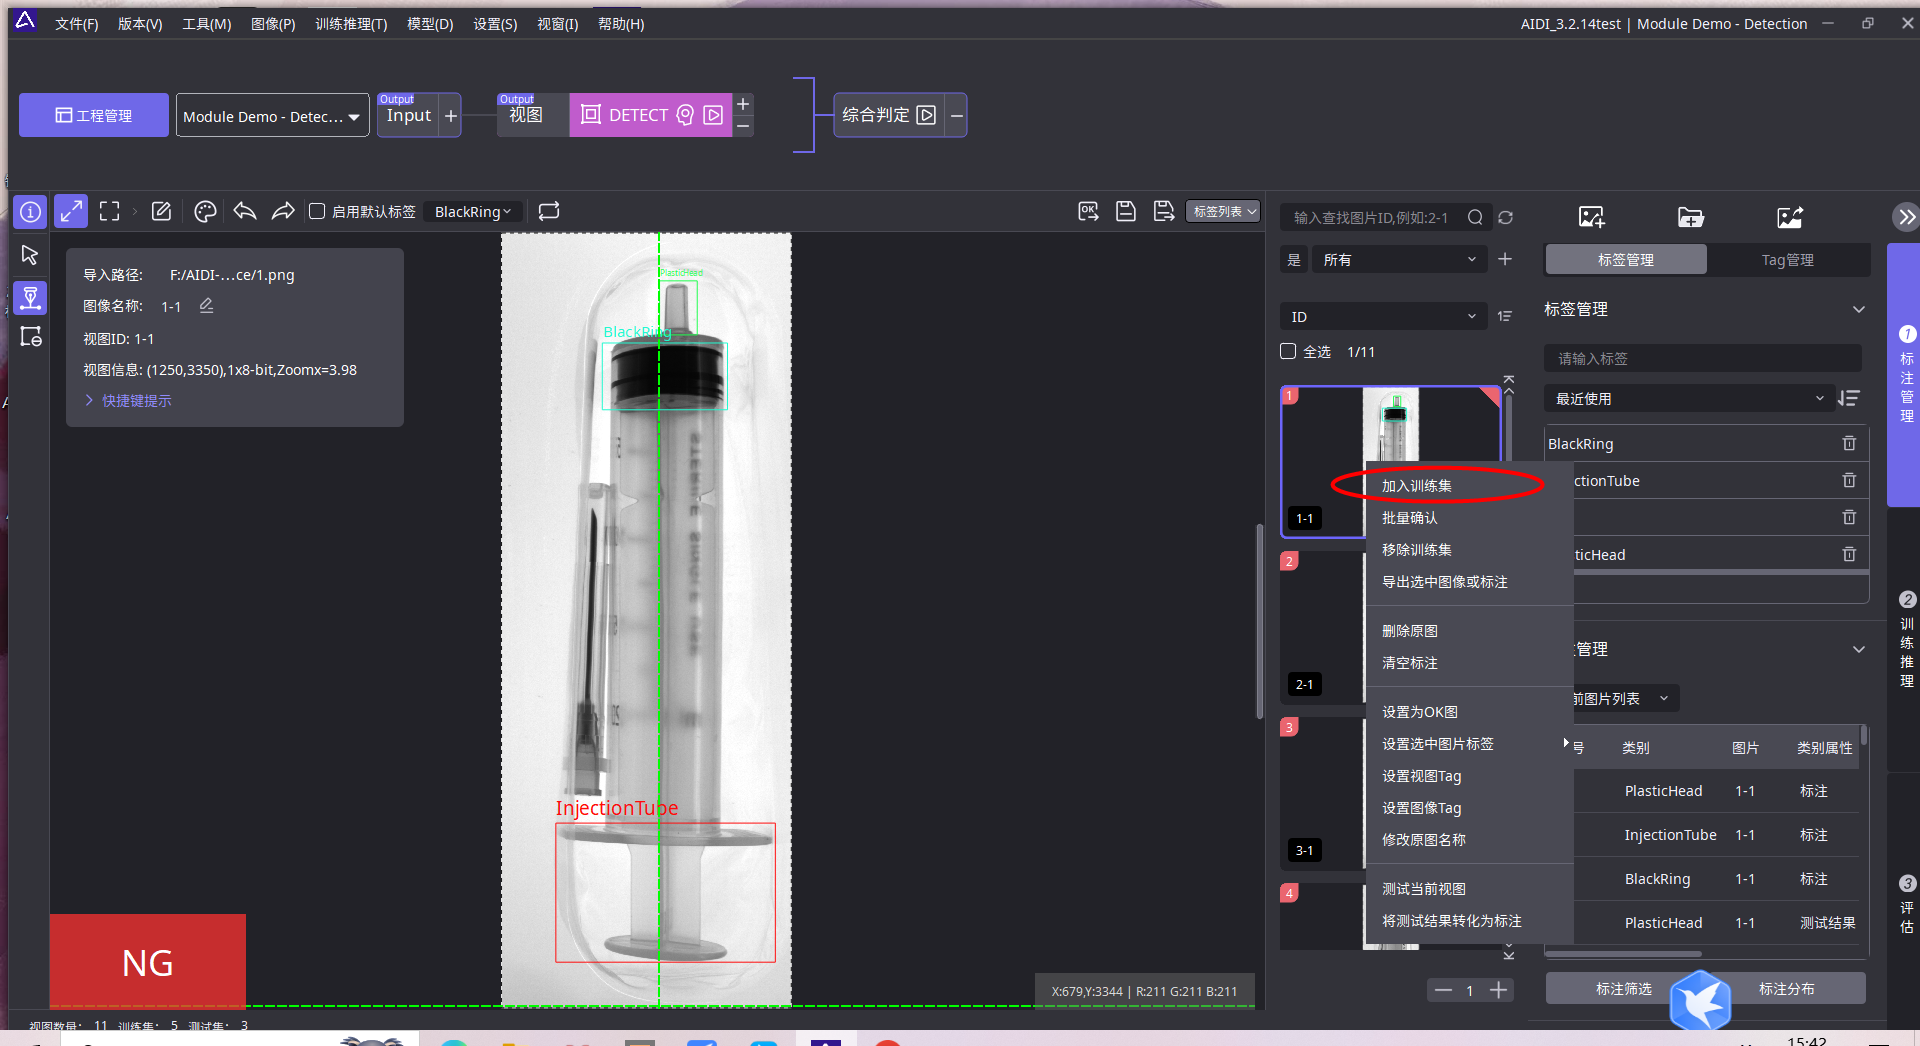 文件(F) 版本(V) 工具(M) 图像(P) 训练推理(T) 模型(D) 设置(S) 视窗(I) 帮助(H)
AIDI_3.2.14test | Module Demo - Detection
工程管理
Module Demo - Detec...
Output
Input
Output
视图
DETECT
综合判定
启用默认标签
BlackRing
OK
标签列表
导入路径: F:/AIDI-...ce/1.png
图像名称: 1-1
视图ID: 1-1
视图信息: (1250,3350),1x8-bit,Zoomx=3.98
快捷键提示
PlasticHead
BlackRing
InjectionTube
NG
X:679,Y:3344 | R:211 G:211 B:211
视图数量: 11 训练集: 5 测试集: 3
输入查找图片ID,例如:2-1
是
所有
ID
全选 1/11
1
1-1
2
2-1
3
3-1
4
加入训练集
批量确认
移除训练集
导出选中图像或标注
删除原图
清空标注
设置为OK图
设置选中图片标签
设置视图Tag
设置图像Tag
修改原图名称
测试当前视图
将测试结果转化为标注
1
标签管理
Tag管理
标签管理
请输入标签
最近使用
BlackRing
ctionTube
ticHead
管理
前图片列表
号 类别 图片 类别属性
PlasticHead 1-1 标注
InjectionTube 1-1 标注
BlackRing 1-1 标注
PlasticHead 1-1 测试结果
标注筛选
标注分布
1
标注管理
2
训练推理
3
评估
15:42